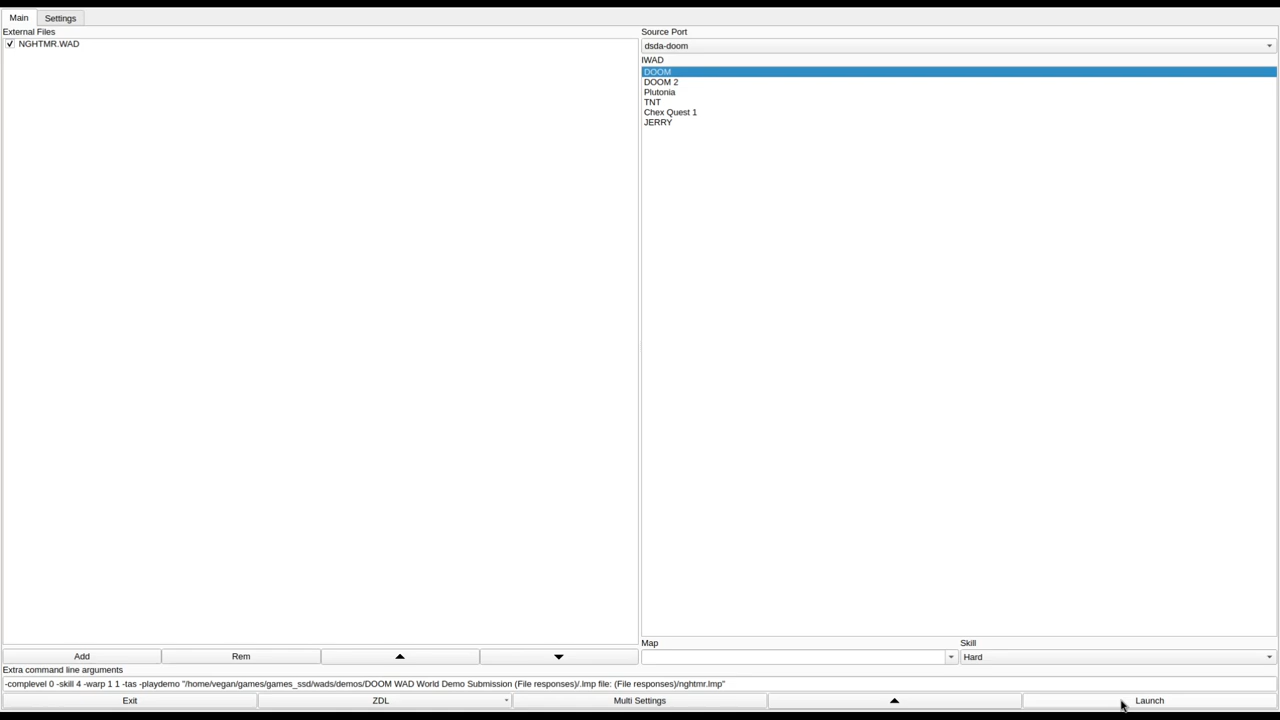 Main Settings
External Files
NGHTMR.WAD
Source Port
dsda-doom
IWAD
DOOM
DOOM 2
Plutonia
TNT
Chex Quest 1
JERRY
Map Skill
Hard
Add Rem
Extra command line arguments
-complevel 0 -skill 4 -warp 1 1 -tas -playdemo "/home/vegan/games/games_ssd/wads/demos/DOOM WAD World Demo Submission (File responses)/.lmp file: (File responses)/nghtmr.lmp"
Exit ZDL Multi Settings Launch